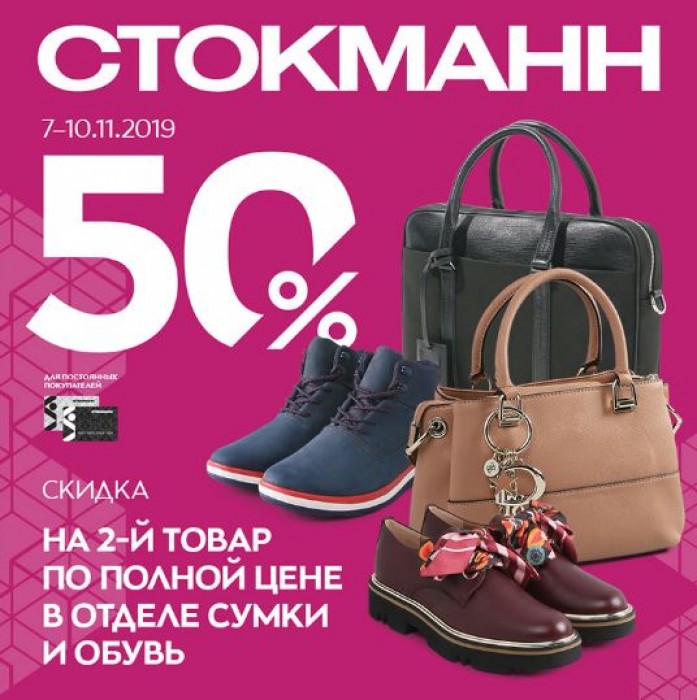 СТОКМАНН
7–10.11.2019
50%
ДЛЯ ПОСТОЯННЫХ
ПОКУПАТЕЛЕЙ
СКИДКА
НА 2-Й ТОВАР
ПО ПОЛНОЙ ЦЕНЕ
В ОТДЕЛЕ СУМКИ
И ОБУВЬ